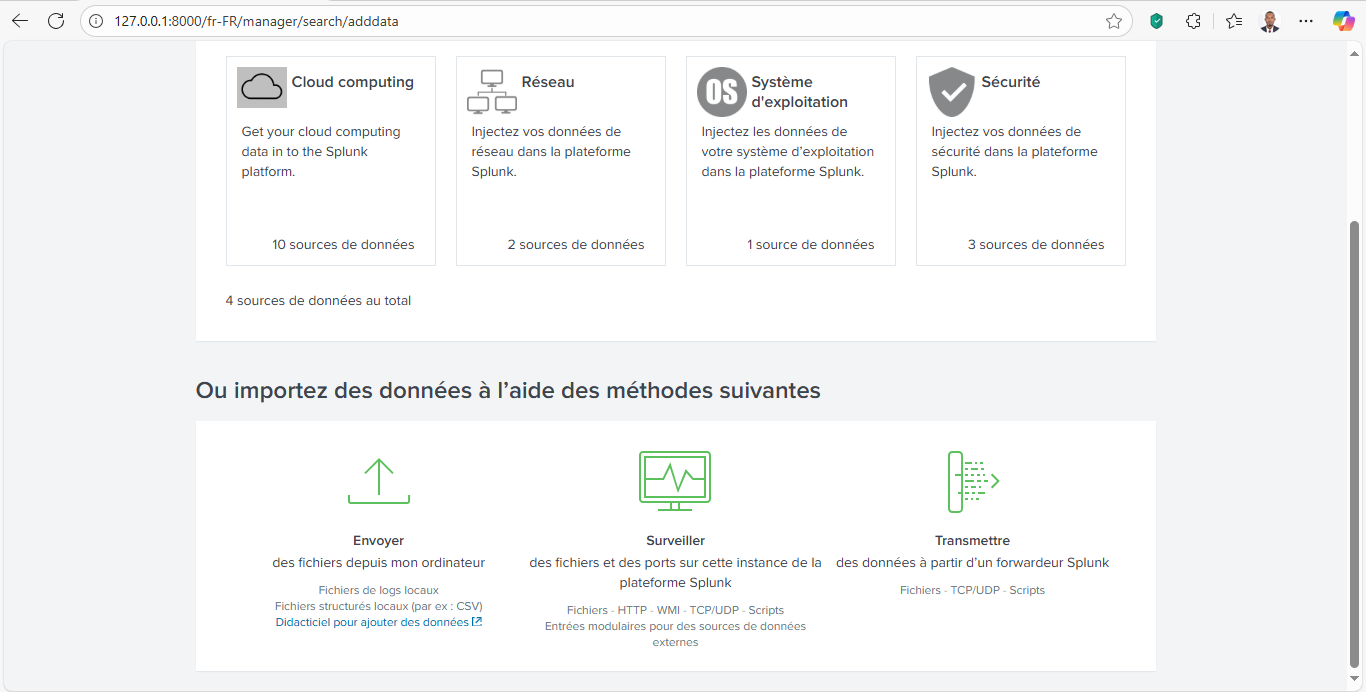 127.0.0.1:8000/fr-FR/manager/search/adddata
Cloud computing
Get your cloud computing
data in to the Splunk
platform.
10 sources de données
Réseau
Injectez vos données de
réseau dans la plateforme
Splunk.
2 sources de données
OS
Système
d'exploitation
Injectez les données de
votre système d’exploitation
dans la plateforme Splunk.
1 source de données
Sécurité
Injectez vos données de
sécurité dans la plateforme
Splunk.
3 sources de données
4 sources de données au total
Ou importez des données à l’aide des méthodes suivantes
Envoyer
des fichiers depuis mon ordinateur
Fichiers de logs locaux
Fichiers structurés locaux (par ex : CSV)
Didacticiel pour ajouter des données
Surveiller
des fichiers et des ports sur cette instance de la
plateforme Splunk
Fichiers - HTTP - WMI - TCP/UDP - Scripts
Entrées modulaires pour des sources de données
externes
Transmettre
des données à partir d’un forwardeur Splunk
Fichiers - TCP/UDP - Scripts